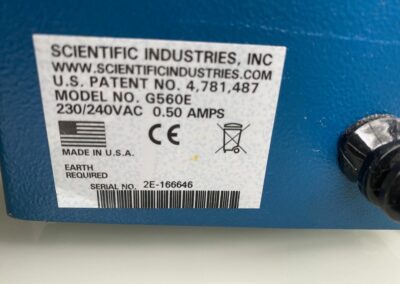 SCIENTIFIC INDUSTRIES, INC
WWW.SCIENTIFICINDUSTRIES.COM
U.S. PATENT NO. 4,781,487
MODEL NO. G560E
230/240VAC 0.50 AMPS
CE
MADE IN U.S.A.
EARTH
REQUIRED
SERIAL NO. 2E-166646